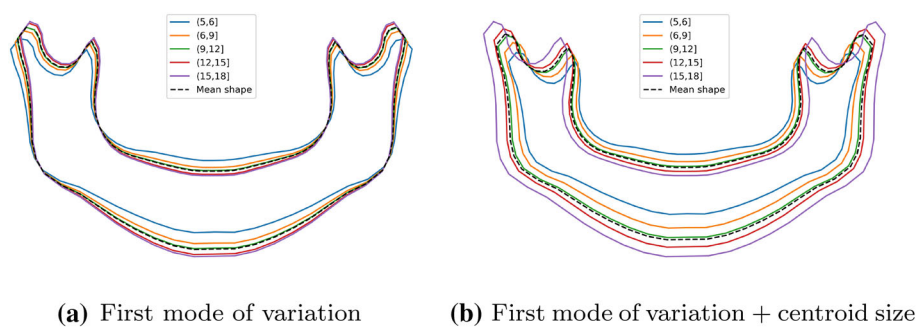 (5,6]
(6,9]
(9,12]
(12,15]
(15,18]
Mean shape
(5,6]
(6,9]
(9,12]
(12,15]
(15,18]
Mean shape
(a) First mode of variation
(b) First mode of variation + centroid size